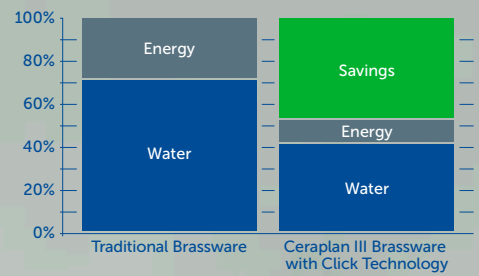 100%
80%
60%
40%
20%
0%
Energy
Water
Savings
Energy
Water
Traditional Brassware
Ceraplan III Brassware
with Click Technology